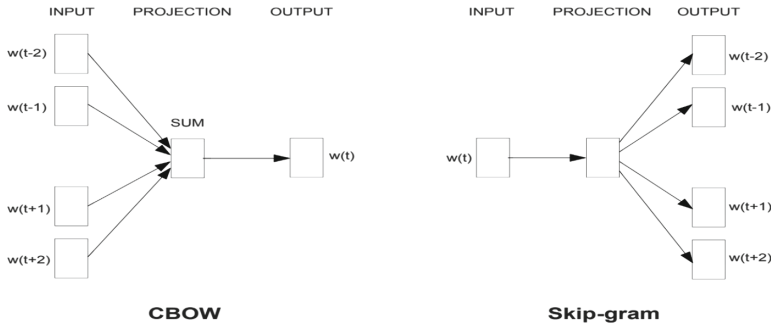 INPUT PROJECTION OUTPUT
w(t-2)
w(t-1)
SUM
w(t)
w(t+1)
w(t+2)
CBOW
INPUT PROJECTION OUTPUT
w(t-2)
w(t-1)
w(t)
w(t+1)
w(t+2)
Skip-gram